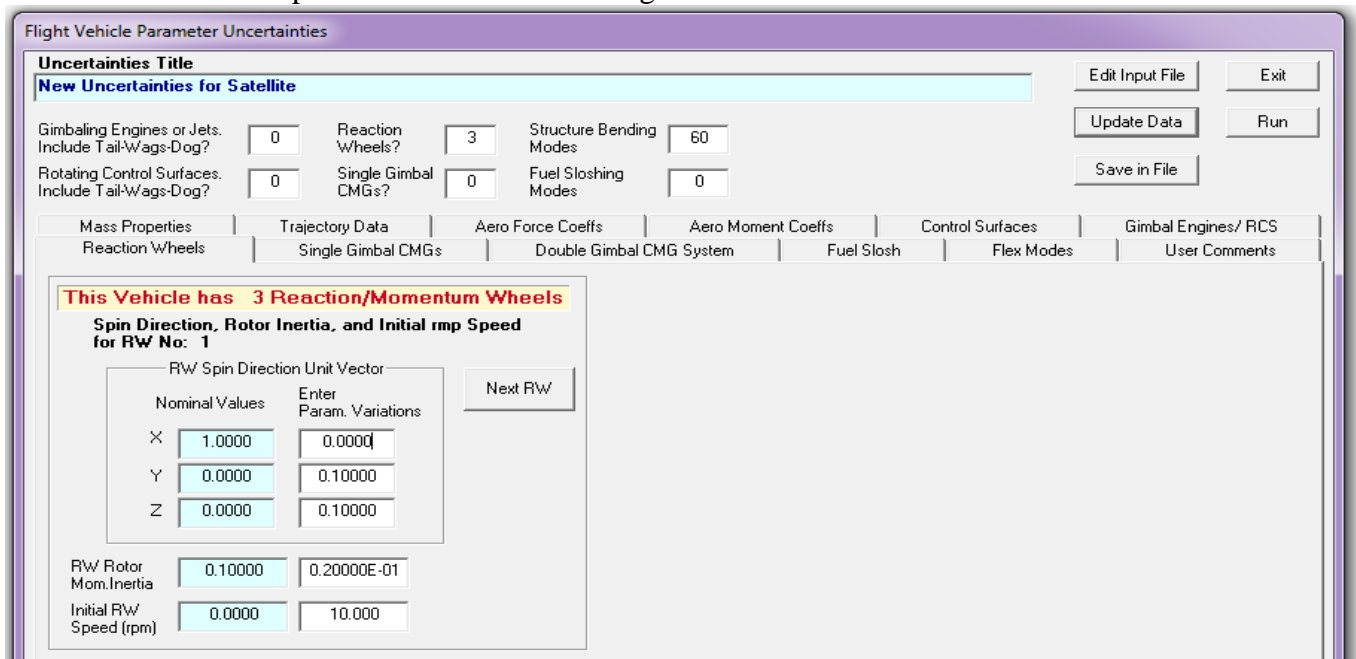 Flight Vehicle Parameter Uncertainties
Uncertainties Title
New Uncertainties for Satellite
Edit Input File Exit
Update Data Run
Save in File
Gimbaling Engines or Jets. Include Tail-Wags-Dog? 0
Reaction Wheels? 3
Structure Bending Modes 60
Rotating Control Surfaces. Include Tail-Wags-Dog? 0
Single Gimbal CMGs? 0
Fuel Sloshing Modes 0
Mass Properties Trajectory Data Aero Force Coeffs Aero Moment Coeffs Control Surfaces Gimbal Engines/ RCS
Reaction Wheels Single Gimbal CMGs Double Gimbal CMG System Fuel Slosh Flex Modes User Comments
This Vehicle has 3 Reaction/Momentum Wheels
Spin Direction, Rotor Inertia, and Initial rmp Speed
for RW No: 1
RW Spin Direction Unit Vector
Next RW
Nominal Values
Enter
Param. Variations
X 1.0000 0.0000
Y 0.0000 0.10000
Z 0.0000 0.10000
RW Rotor
Mom.Inertia 0.10000 0.20000E-01
Initial RW
Speed (rpm) 0.0000 10.000